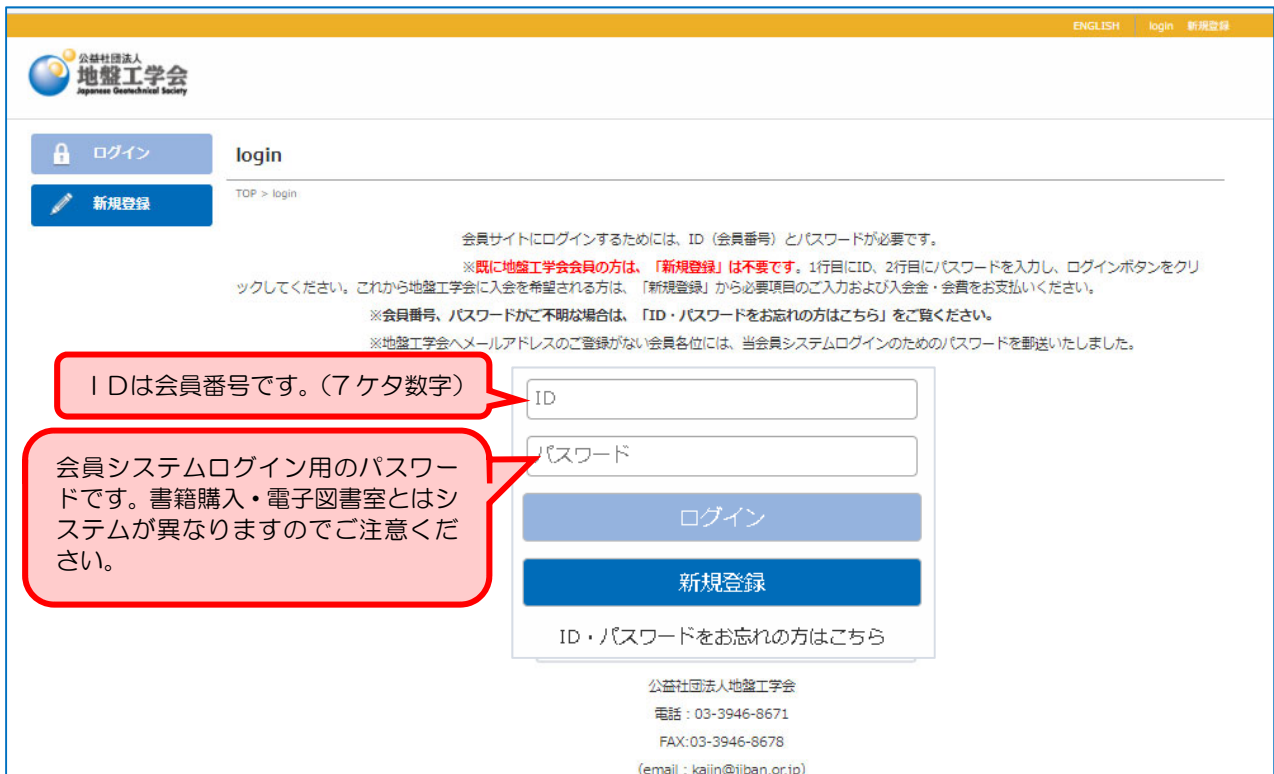 ENGLISH login 新規登録
公益社団法人
地盤工学会
Japanese Geotechnical Society
ログイン
新規登録
login
TOP > login
会員サイトにログインするためには、ID（会員番号）とパスワードが必要です。
※既に地盤工学会会員の方は、「新規登録」は不要です。1行目にID、2行目にパスワードを入力し、ログインボタンをクリ
ックしてください。これから地盤工学会に入会を希望される方は、「新規登録」から必要項目のご入力および入会金・会費をお支払いください。
※会員番号、パスワードがご不明な場合は、「ID・パスワードをお忘れの方はこちら」をご覧ください。
※地盤工学会へメールアドレスのご登録がない会員各位には、当会員システムログインのためのパスワードを郵送いたしました。
ＩＤは会員番号です。（７ケタ数字）
ID
会員システムログイン用のパスワー
ドです。書籍購入・電子図書室とはシ
ステムが異なりますのでご注意くだ
さい。
パスワード
ログイン
新規登録
ID・パスワードをお忘れの方はこちら
公益社団法人地盤工学会
電話：03-3946-8671
FAX:03-3946-8678
（email：kaiin@jiban.or.jp）